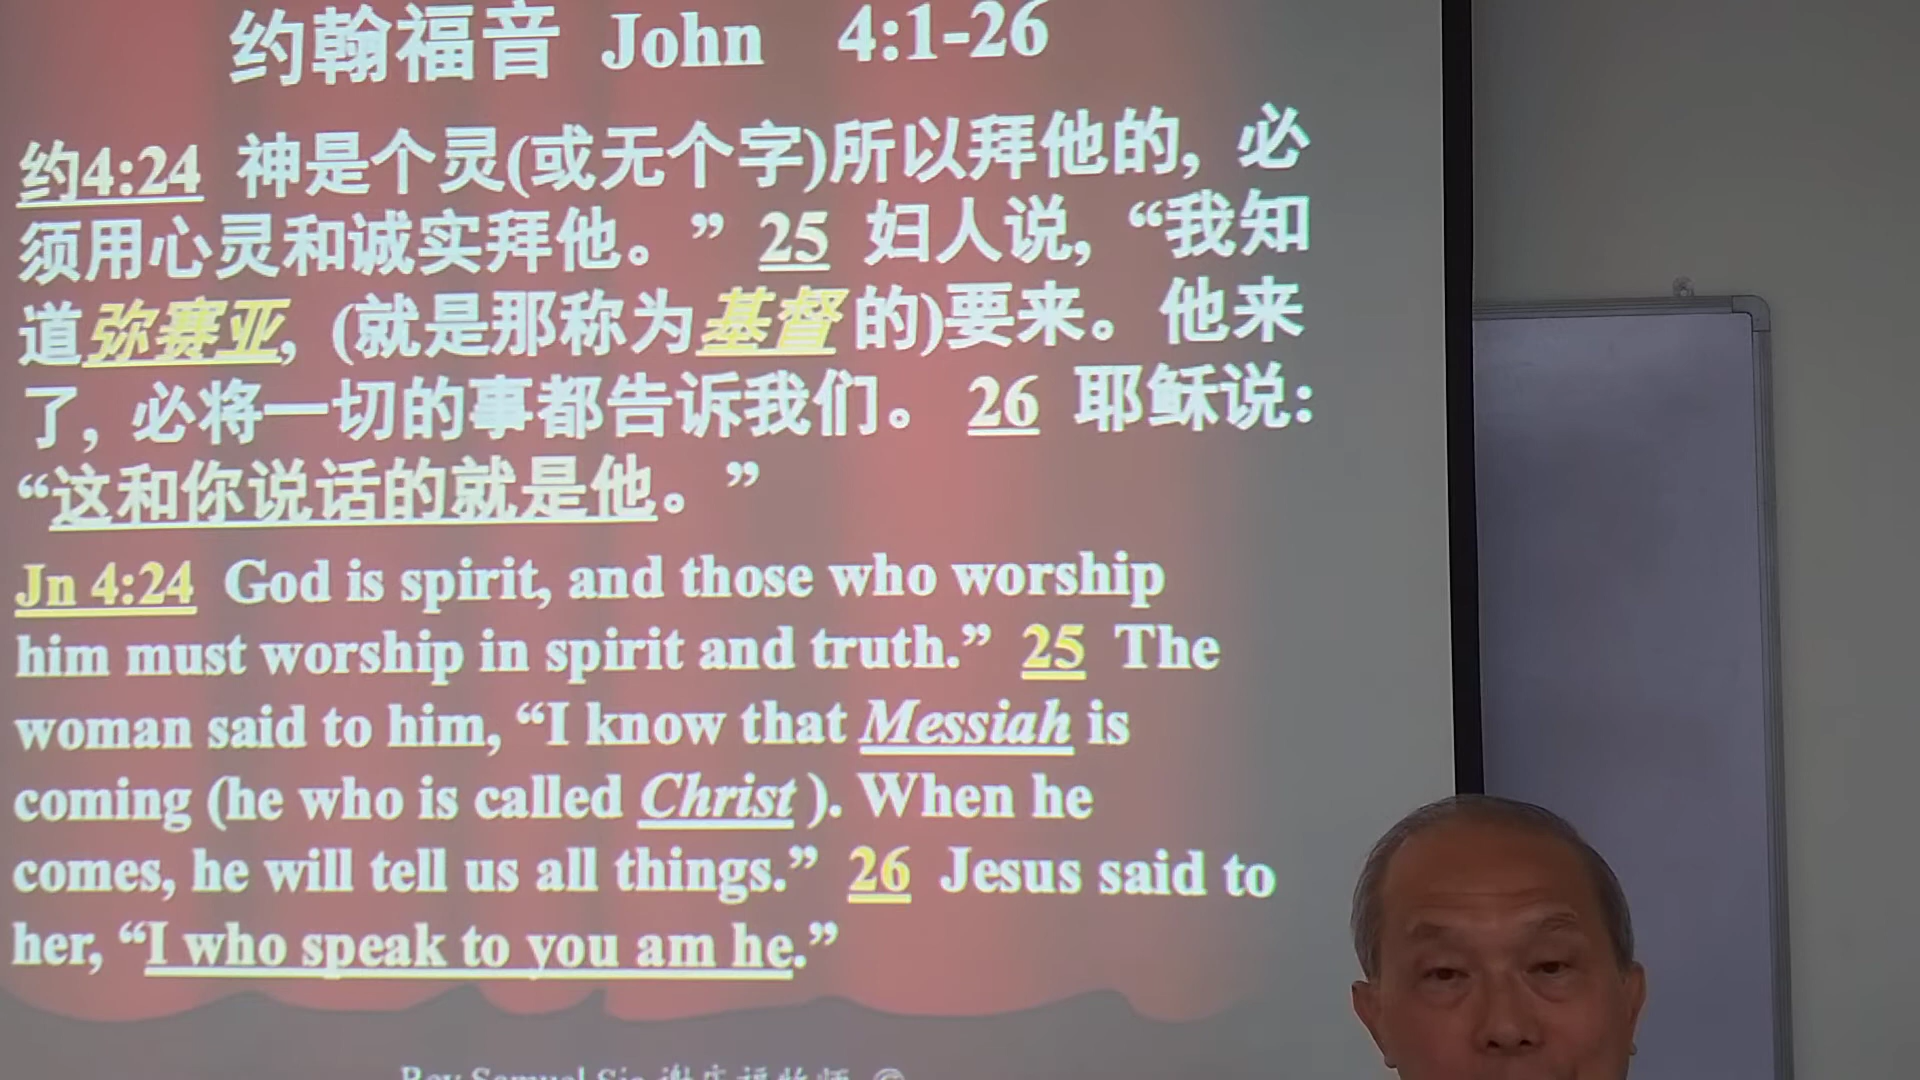 约翰福音 John 4:1-26
约4:24 神是个灵(或无个字)所以拜他的, 必
须用心灵和诚实拜他。” 25 妇人说, “我知
道弥赛亚, (就是那称为基督的)要来。他来
了, 必将一切的事都告诉我们。 26 耶稣说:
“这和你说话的就是他。”
Jn 4:24 God is spirit, and those who worship
him must worship in spirit and truth.” 25 The
woman said to him, “I know that Messiah is
coming (he who is called Christ ). When he
comes, he will tell us all things.” 26 Jesus said to
her, “I who speak to you am he.”
Rev Samuel Sia